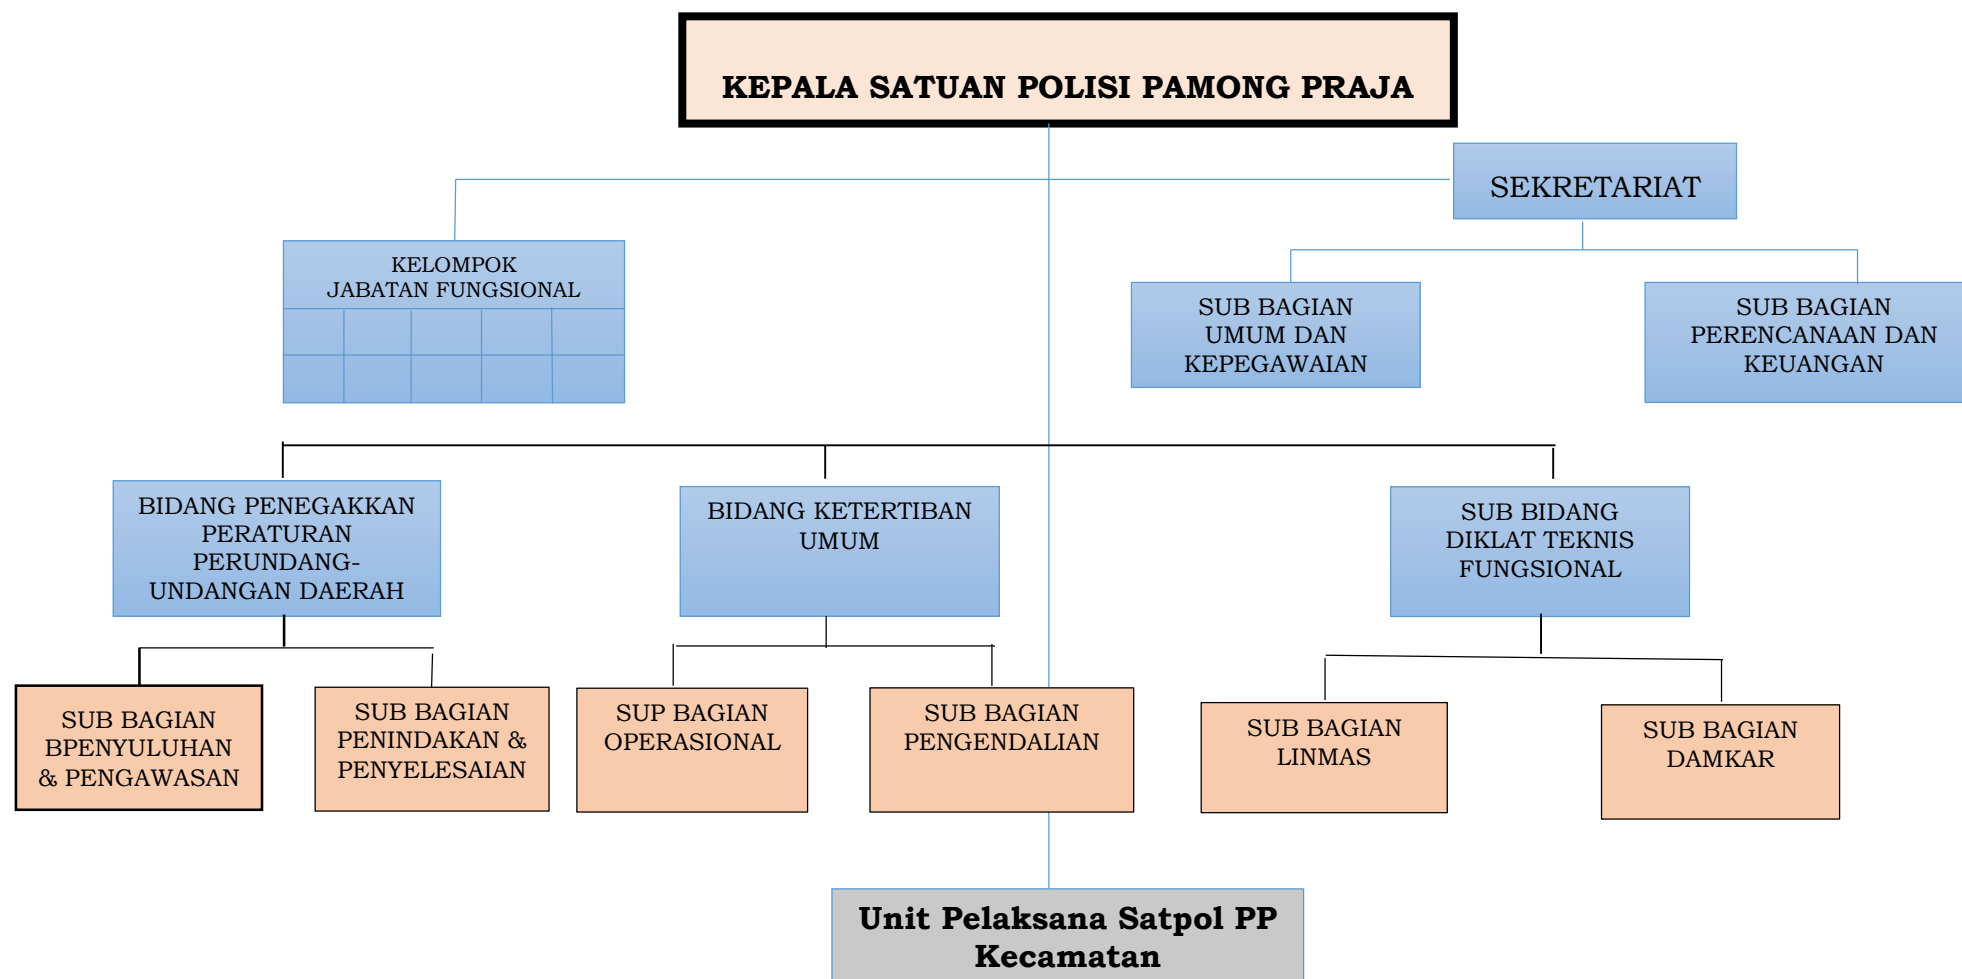 KEPALA SATUAN POLISI PAMONG PRAJA
SEKRETARIAT
KELOMPOK
JABATAN FUNGSIONAL
SUB BAGIAN
UMUM DAN
KEPEGAWAIAN
SUB BAGIAN
PERENCANAAN DAN
KEUANGAN
BIDANG PENEGAKKAN
PERATURAN
PERUNDANG-
UNDANGAN DAERAH
BIDANG KETERTIBAN
UMUM
SUB BIDANG
DIKLAT TEKNIS
FUNGSIONAL
SUB BAGIAN
BPENYULUHAN
& PENGAWASAN
SUB BAGIAN
PENINDAKAN &
PENYELESAIAN
SUP BAGIAN
OPERASIONAL
SUB BAGIAN
PENGENDALIAN
SUB BAGIAN
LINMAS
SUB BAGIAN
DAMKAR
Unit Pelaksana Satpol PP
Kecamatan